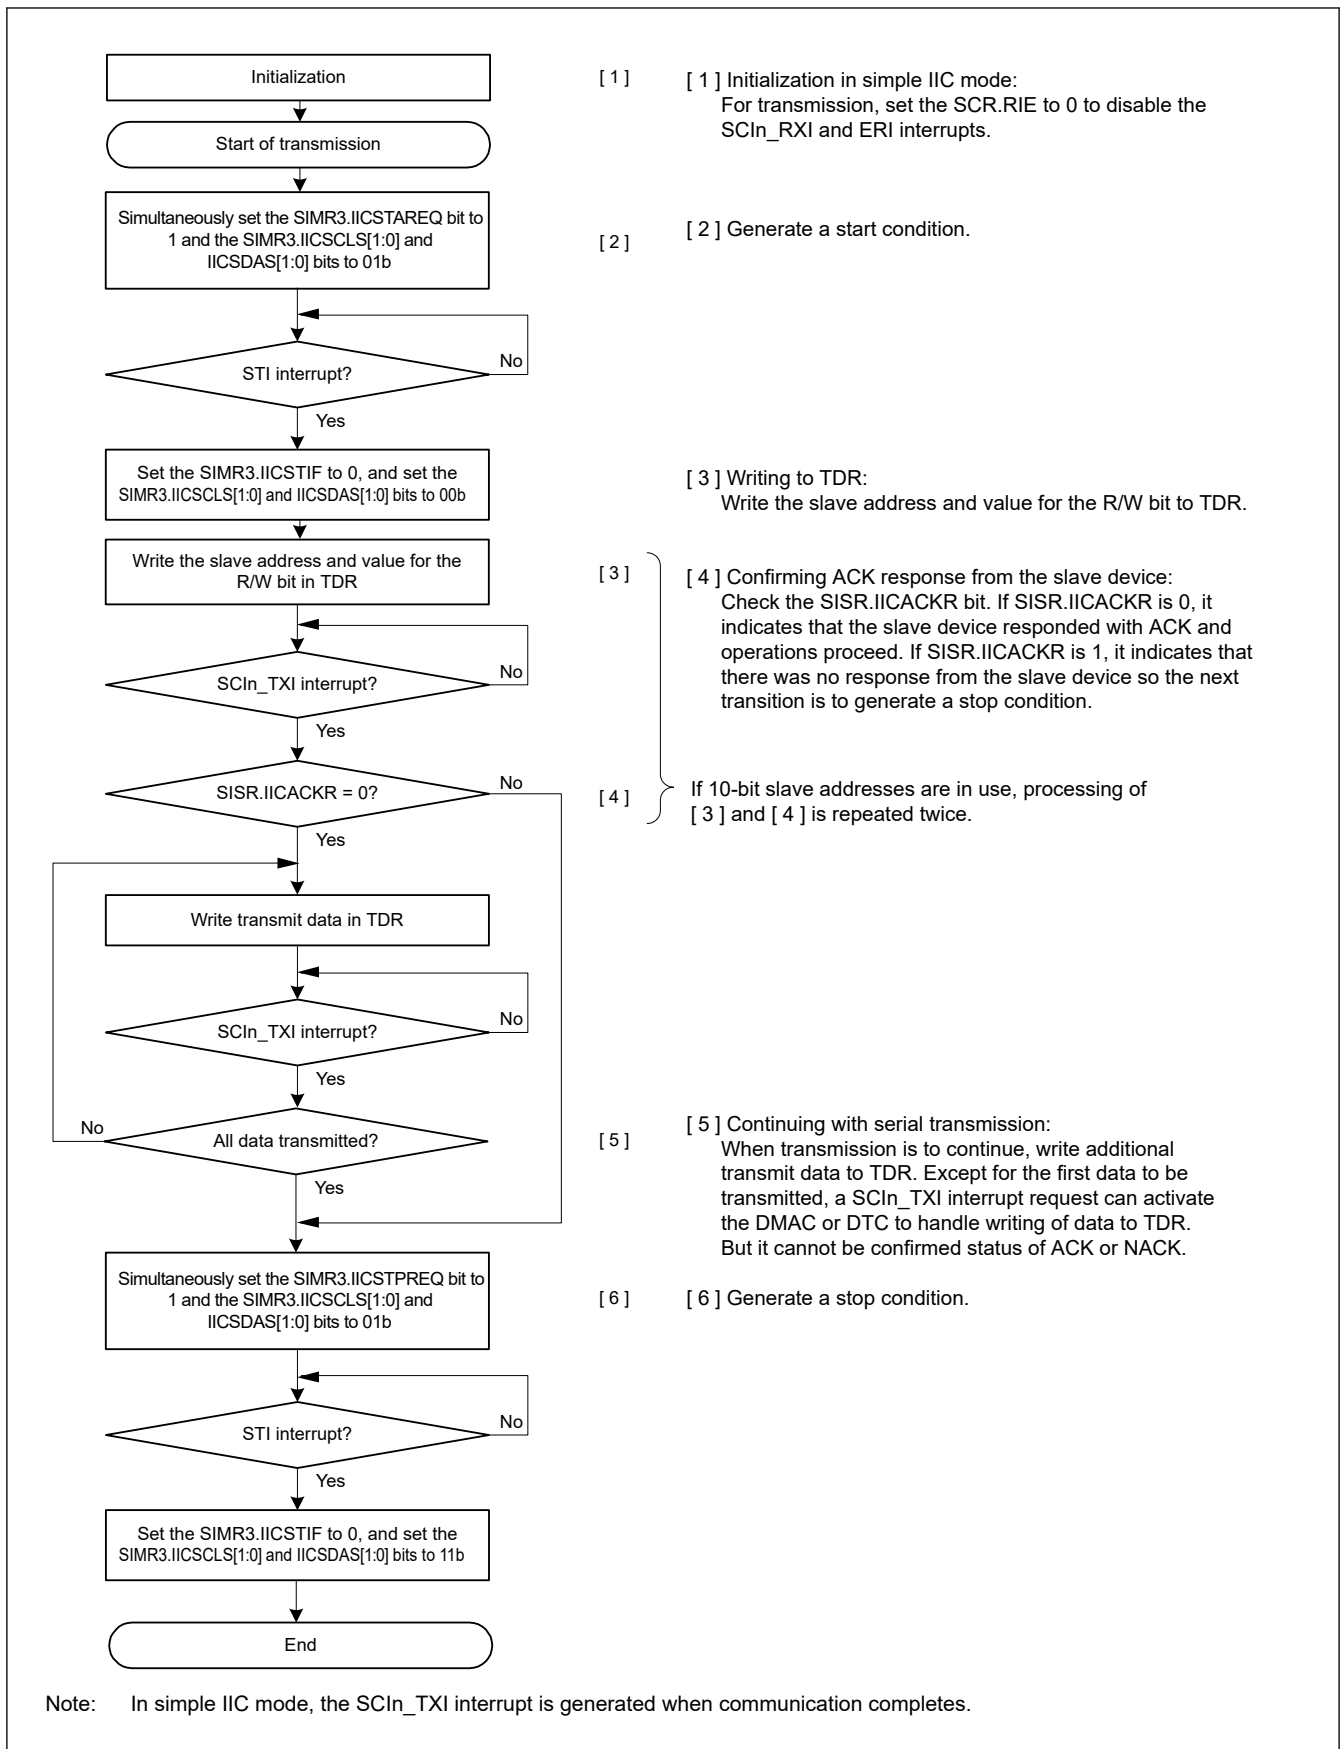 Initialization
[ 1 ]
[ 1 ] Initialization in simple IIC mode:
For transmission, set the SCR.RIE to 0 to disable the
SCIn_RXI and ERI interrupts.
Start of transmission
Simultaneously set the SIMR3.IICSTAREQ bit to
1 and the SIMR3.IICSCLS[1:0] and
IICSDAS[1:0] bits to 01b
[ 2 ]
[ 2 ] Generate a start condition.
STI interrupt?
No
Yes
Set the SIMR3.IICSTIF to 0, and set the
SIMR3.IICSCLS[1:0] and IICSDAS[1:0] bits to 00b
[ 3 ] Writing to TDR:
Write the slave address and value for the R/W bit to TDR.
Write the slave address and value for the
R/W bit in TDR
[ 3 ]
[ 4 ] Confirming ACK response from the slave device:
Check the SISR.IICACKR bit. If SISR.IICACKR is 0, it
indicates that the slave device responded with ACK and
operations proceed. If SISR.IICACKR is 1, it indicates that
there was no response from the slave device so the next
transition is to generate a stop condition.
SCIn_TXI interrupt?
No
Yes
SISR.IICACKR = 0?
No
[ 4 ]
If 10-bit slave addresses are in use, processing of
[ 3 ] and [ 4 ] is repeated twice.
Yes
Write transmit data in TDR
SCIn_TXI interrupt?
No
Yes
All data transmitted?
No
[ 5 ]
[ 5 ] Continuing with serial transmission:
When transmission is to continue, write additional
transmit data to TDR. Except for the first data to be
transmitted, a SCIn_TXI interrupt request can activate
the DMAC or DTC to handle writing of data to TDR.
But it cannot be confirmed status of ACK or NACK.
Yes
Simultaneously set the SIMR3.IICSTPREQ bit to
1 and the SIMR3.IICSCLS[1:0] and
IICSDAS[1:0] bits to 01b
[ 6 ]
[ 6 ] Generate a stop condition.
STI interrupt?
No
Yes
Set the SIMR3.IICSTIF to 0, and set the
SIMR3.IICSCLS[1:0] and IICSDAS[1:0] bits to 11b
End
Note: In simple IIC mode, the SCIn_TXI interrupt is generated when communication completes.